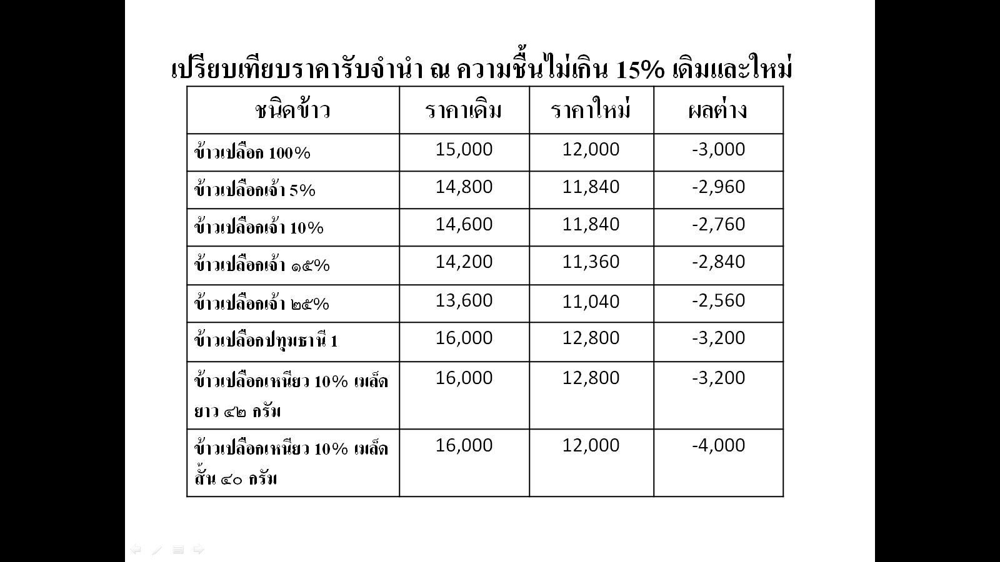 เปรียบเทียบราคารับจำนำ ณ ความชื้นไม่เกิน 15% เดิมและใหม่
ชนิดข้าว ราคาเดิม ราคาใหม่ ผลต่าง
ข้าวเปลือก 100% 15,000 12,000 -3,000
ข้าวเปลือกเจ้า 5% 14,800 11,840 -2,960
ข้าวเปลือกเจ้า 10% 14,600 11,840 -2,760
ข้าวเปลือกเจ้า ๑๕% 14,200 11,360 -2,840
ข้าวเปลือกเจ้า ๒๕% 13,600 11,040 -2,560
ข้าวเปลือกปทุมธานี 1 16,000 12,800 -3,200
ข้าวเปลือกเหนียว 10% เมล็ด 16,000 12,800 -3,200
ยาว ๔๒ กรัม
ข้าวเปลือกเหนียว 10% เมล็ด 16,000 12,000 -4,000
สั้น ๔๐ กรัม